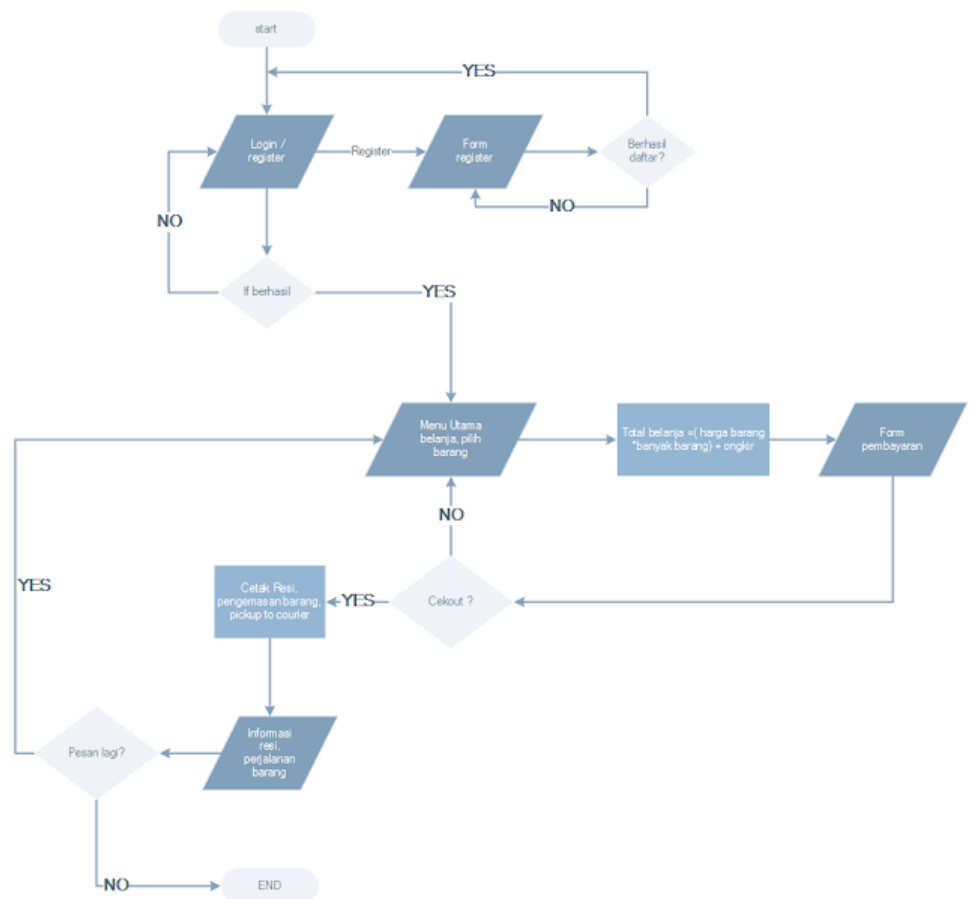 start
YES
Login /
register
Register
Form
register
Berhasil
daftar?
NO
NO
If berhasil
YES
Menu Utama
belanja, pilih
barang
Total belanja =( harga barang
*banyak barang) + ongkir
Form
pembayaran
NO
YES
Cetak Resi,
pengemasan barang,
pickup to courier
YES
Cekout ?
Informasi
resi,
perjalanan
barang
Pesan lagi?
NO
END